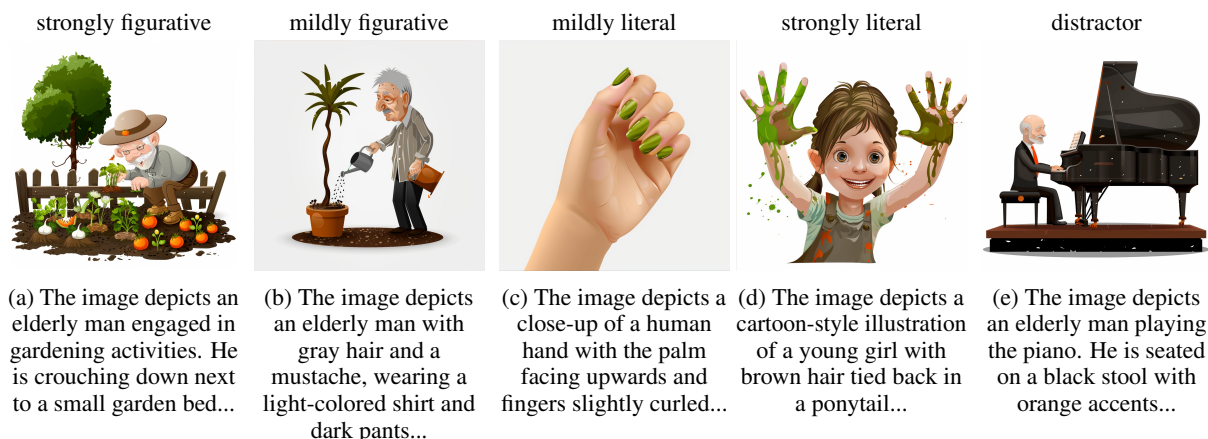 strongly figurative
mildly figurative
mildly literal
strongly literal
distractor
(a) The image depicts an
elderly man engaged in
gardening activities. He
is crouching down next
to a small garden bed...
(b) The image depicts
an elderly man with
gray hair and a
mustache, wearing a
light-colored shirt and
dark pants...
(c) The image depicts a
close-up of a human
hand with the palm
facing upwards and
fingers slightly curled...
(d) The image depicts a
cartoon-style illustration
of a young girl with
brown hair tied back in
a ponytail...
(e) The image depicts
an elderly man playing
the piano. He is seated
on a black stool with
orange accents...